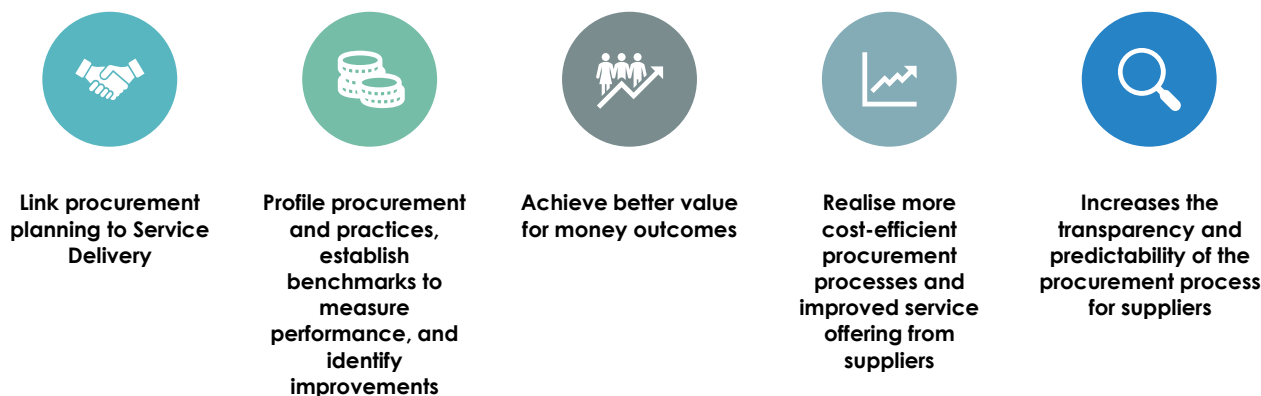 Link procurement
planning to Service
Delivery
Profile procurement
and practices,
establish
benchmarks to
measure
performance, and
identify
improvements
Achieve better value
for money outcomes
Realise more
cost-efficient
procurement
processes and
improved service
offering from
suppliers
Increases the
transparency and
predictability of the
procurement process
for suppliers